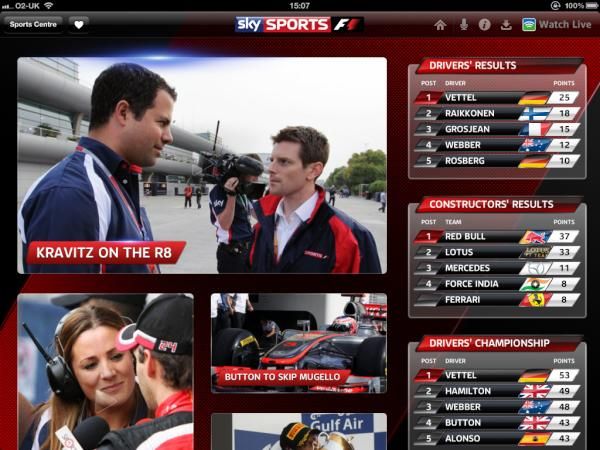 O2-UK 15:07 100%
Sports Centre sky SPORTS F1 Watch Live
KRAVITZ ON THE R8
BUTTON TO SKIP MUGELLO
24
sky
SPORTS
Gulf Air
DRIVERS' RESULTS
POST DRIVER POINTS
1 VETTEL 25
2 RAIKKONEN 18
3 GROSJEAN 15
4 WEBBER 12
5 ROSBERG 10
CONSTRUCTORS' RESULTS
POST TEAM POINTS
1 RED BULL 37
2 LOTUS 33
3 MERCEDES 11
4 FORCE INDIA 8
5 FERRARI 8
DRIVERS' CHAMPIONSHIP
POST DRIVER POINTS
1 VETTEL 53
2 HAMILTON 49
3 WEBBER 48
4 BUTTON 43
5 ALONSO 43